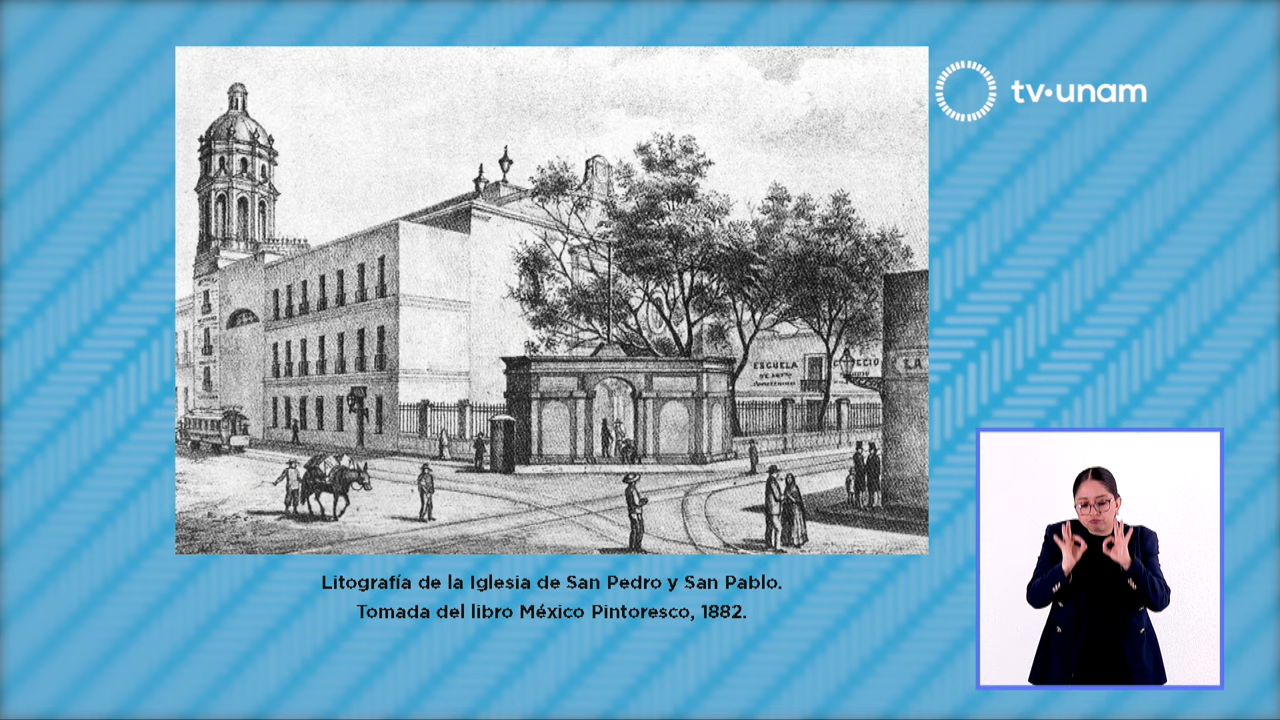 tv·unam
ESCUELA
Litografía de la Iglesia de San Pedro y San Pablo.
Tomada del libro México Pintoresco, 1882.